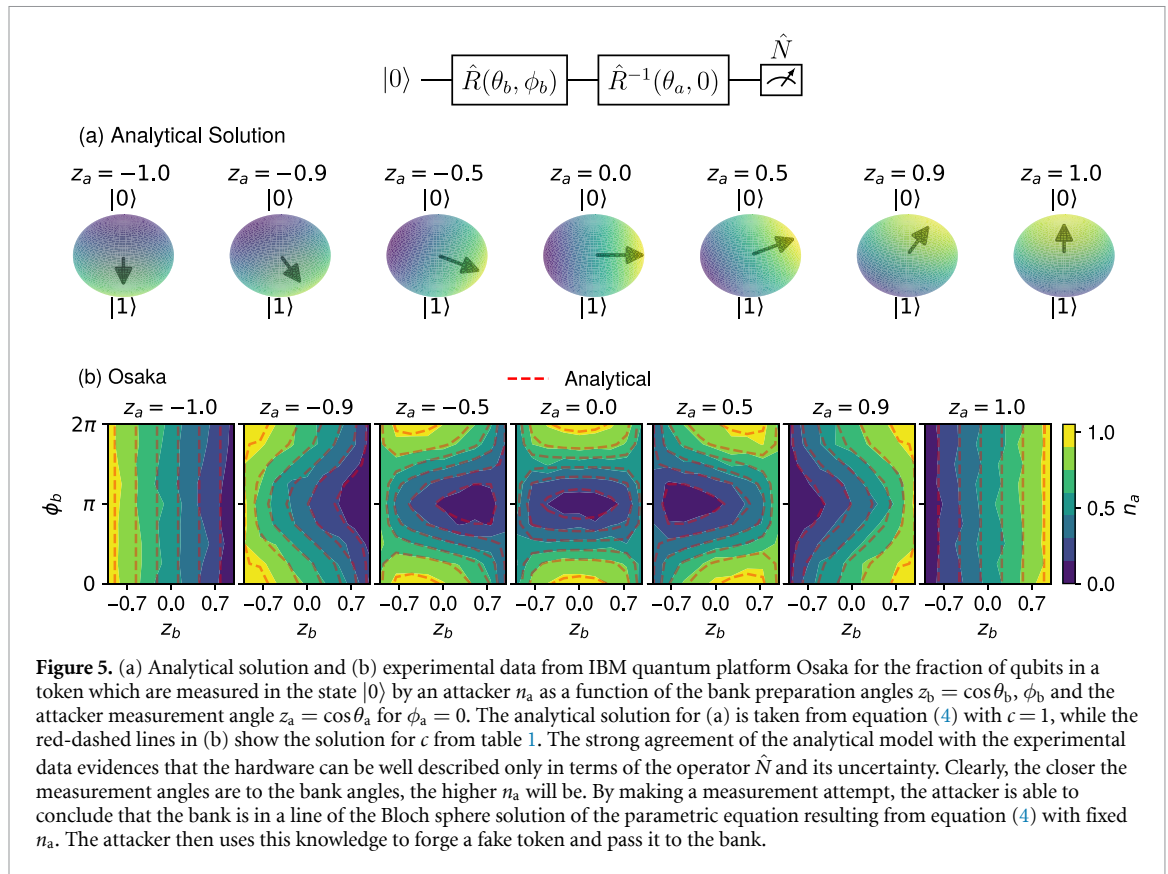 |0⟩ R̂(θ_b, ϕ_b) R̂⁻¹(θ_a, 0) N̂
(a) Analytical Solution
z_a = −1.0 z_a = −0.9 z_a = −0.5 z_a = 0.0 z_a = 0.5 z_a = 0.9 z_a = 1.0
|0⟩ |0⟩ |0⟩ |0⟩ |0⟩ |0⟩ |0⟩
|1⟩ |1⟩ |1⟩ |1⟩ |1⟩ |1⟩ |1⟩
(b) Osaka Analytical
z_a = −1.0 z_a = −0.9 z_a = −0.5 z_a = 0.0 z_a = 0.5 z_a = 0.9 z_a = 1.0
2π 1.0
ϕ_b π 0.5 n_a
0 0.0
−0.7 0.0 0.7 −0.7 0.0 0.7 −0.7 0.0 0.7 −0.7 0.0 0.7 −0.7 0.0 0.7 −0.7 0.0 0.7 −0.7 0.0 0.7
z_b z_b z_b z_b z_b z_b z_b
Figure 5. (a) Analytical solution and (b) experimental data from IBM quantum platform Osaka for the fraction of qubits in a
token which are measured in the state |0⟩ by an attacker n_a as a function of the bank preparation angles z_b = cos θ_b, ϕ_b and the
attacker measurement angle z_a = cos θ_a for ϕ_a = 0. The analytical solution for (a) is taken from equation (4) with c = 1, while the
red-dashed lines in (b) show the solution for c from table 1. The strong agreement of the analytical model with the experimental
data evidences that the hardware can be well described only in terms of the operator N̂ and its uncertainty. Clearly, the closer the
measurement angles are to the bank angles, the higher n_a will be. By making a measurement attempt, the attacker is able to
conclude that the bank is in a line of the Bloch sphere solution of the parametric equation resulting from equation (4) with fixed
n_a. The attacker then uses this knowledge to forge a fake token and pass it to the bank.